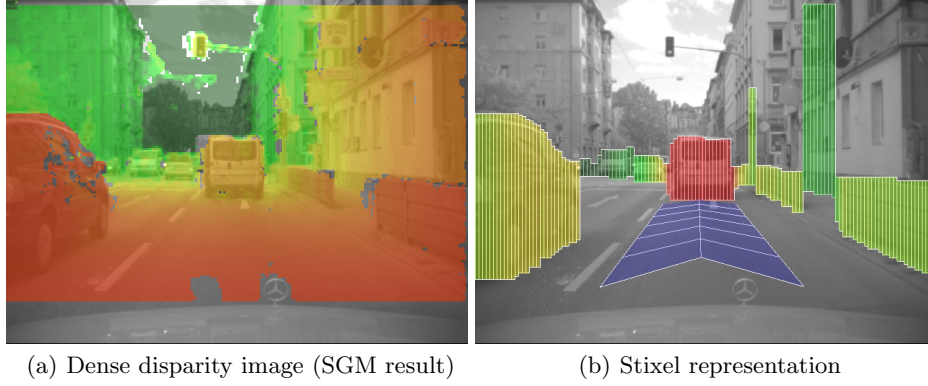 (a) Dense disparity image (SGM result)
(b) Stixel representation